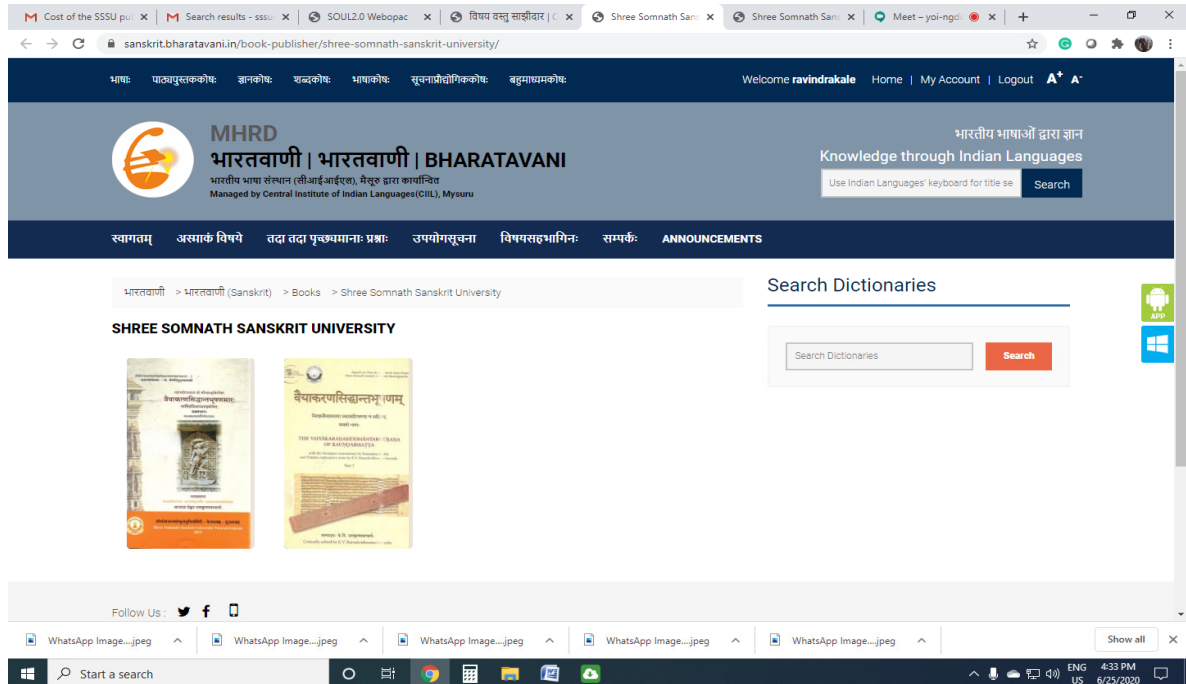 Cost of the SSSU pul
Search results - sssu
SOUL2.0 Webopac
विषय वस्तु साझीदार | C
Shree Somnath Sans
Shree Somnath Sans
Meet – yoi-ngdc
sanskrit.bharatavani.in/book-publisher/shree-somnath-sanskrit-university/
भाषाः पाठ्यपुस्तककोषः ज्ञानकोषः शब्दकोषः भाषाकोषः सूचनाप्रौद्योगिककोषः बहुमाध्यमकोषः
Welcome ravindrakale Home | My Account | Logout A+ A-
MHRD
भारतवाणी | भारतवाणी | BHARATAVANI
भारतीय भाषा संस्थान (सीआईआईएल), मैसूरु द्वारा कार्यान्वित
Managed by Central Institute of Indian Languages(CIIL), Mysuru
भारतीय भाषाओं द्वारा ज्ञान
Knowledge through Indian Languages
Use Indian Languages' keyboard for title se Search
स्वागतम् अस्माकं विषये तदा तदा पृच्छ्यमानाः प्रश्नाः उपयोगसूचना विषयसहभागिनः सम्पर्कः ANNOUNCEMENTS
भारतवाणी > भारतवाणी (Sanskrit) > Books > Shree Somnath Sanskrit University
Search Dictionaries
SHREE SOMNATH SANSKRIT UNIVERSITY
Search Dictionaries Search
APP
वैयाकरणसिद्धान्तभूषणसारः
वैयाकरणसिद्धान्तभूषणम्
OF KAUNDABHATTA
Part I
Follow Us :
WhatsApp Image....jpeg
WhatsApp Image....jpeg
WhatsApp Image....jpeg
WhatsApp Image....jpeg
WhatsApp Image....jpeg
Show all
Start a search
ENG
US
4:33 PM
6/25/2020